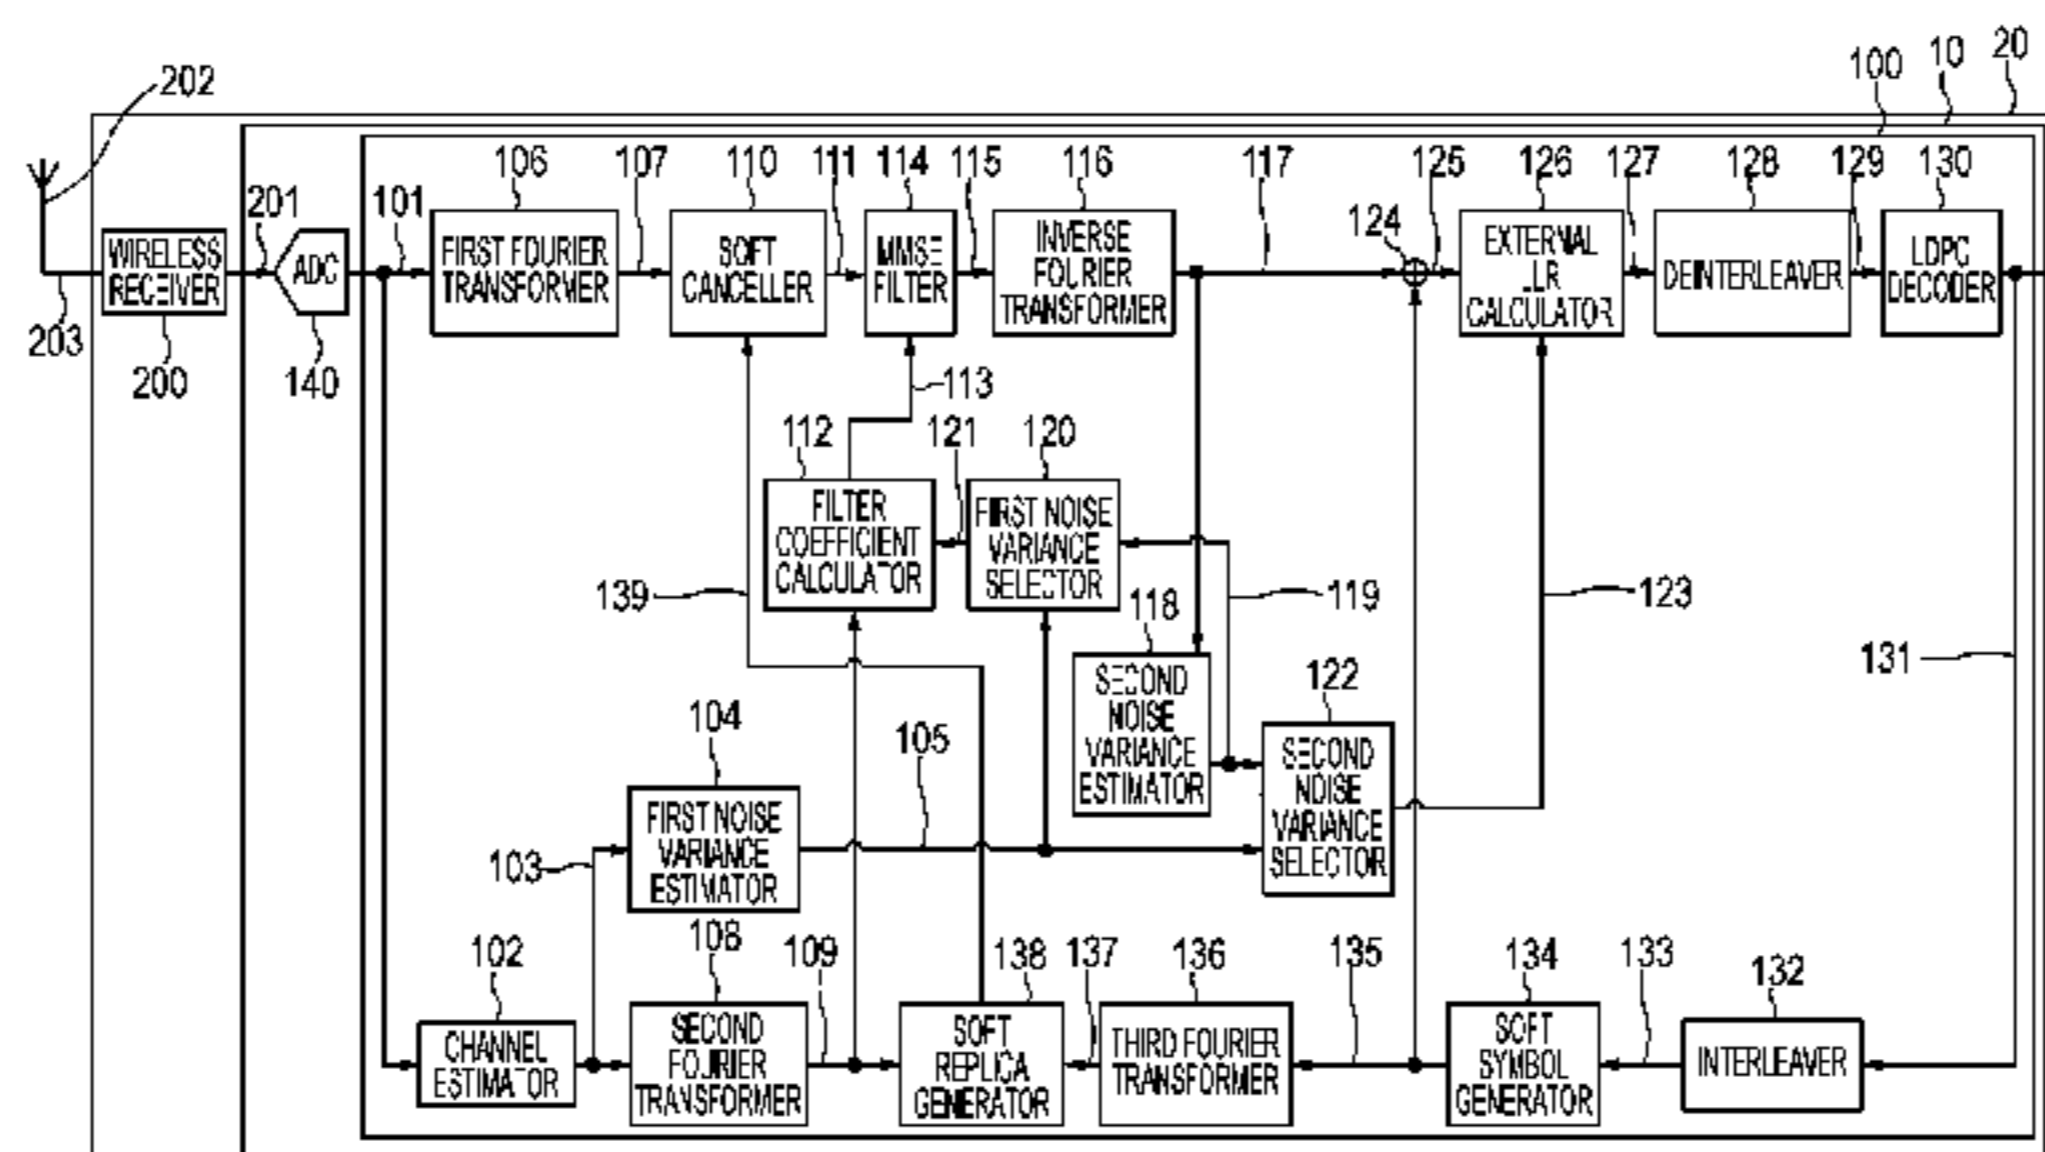 20
10
100
202
106
107
110
111
114
115
116
117
125
126
127
128
129
130
201
101
124
WIRELESS
RECEIVER
ADC
FIRST FOURIER
TRANSFORMER
SOFT
CANCELLER
MMSE
FILTER
INVERSE
FOURIER
TRANSFORMER
EXTERNAL
LLR
CALCULATOR
DEINTERLEAVER
LDPC
DECODER
203
200
140
113
112
121
120
FILTER
COEFFICIENT
CALCULATOR
FIRST NOISE
VARIANCE
SELECTOR
139
118
119
123
131
SECOND
NOISE
VARIANCE
ESTIMATOR
122
104
105
SECOND
NOISE
VARIANCE
SELECTOR
FIRST NOISE
VARIANCE
ESTIMATOR
103
102
108
109
138
137
136
135
134
133
132
CHANNEL
ESTIMATOR
SECOND
FOURIER
TRANSFORMER
SOFT
REPLICA
GENERATOR
THIRD FOURIER
TRANSFORMER
SOFT
SYMBOL
GENERATOR
INTERLEAVER